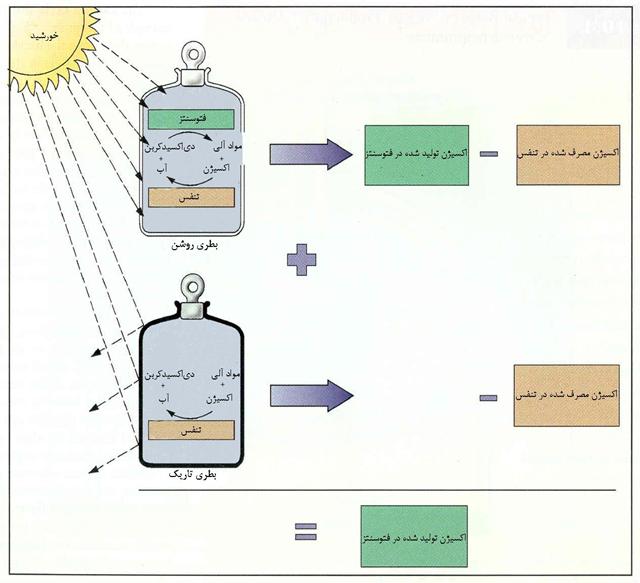 خورشید
فتوسنتز
دی‌اکسیدکربن
+
آب
مواد آلی
+
اکسیژن
تنفس
بطری روشن
اکسیژن تولید شده در فتوسنتز
−
اکسیژن مصرف شده در تنفس
+
دی‌اکسیدکربن
+
آب
مواد آلی
+
اکسیژن
تنفس
بطری تاریک
−
اکسیژن مصرف شده در تنفس
=
اکسیژن تولید شده در فتوسنتز